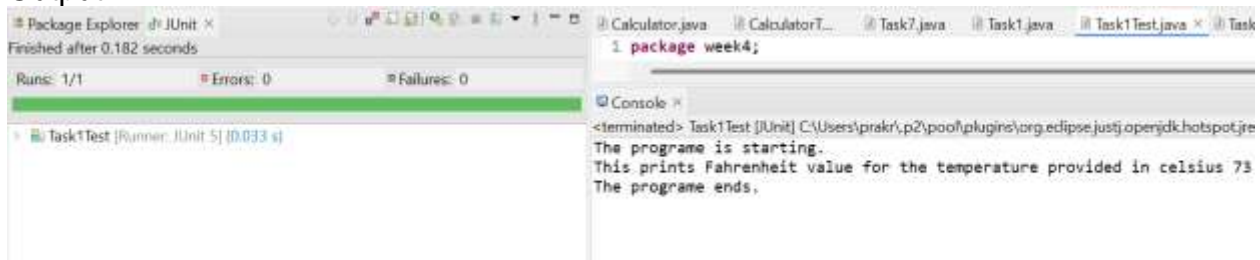 Package Explorer JUnit ×
Finished after 0.182 seconds
Runs: 1/1 Errors: 0 Failures: 0
Task1Test [Runner: JUnit 5] (0.033 s)
Calculator.java CalculatorT... Task7.java Task1.java Task1Test.java × Task
1 package week4;
Console ×
<terminated> Task1Test [JUnit] C:\Users\prakr\.p2\pool\plugins\org.eclipse.justj.openjdk.hotspot.jre
The programe is starting.
This prints Fahrenheit value for the temperature provided in celsius 73
The programe ends.